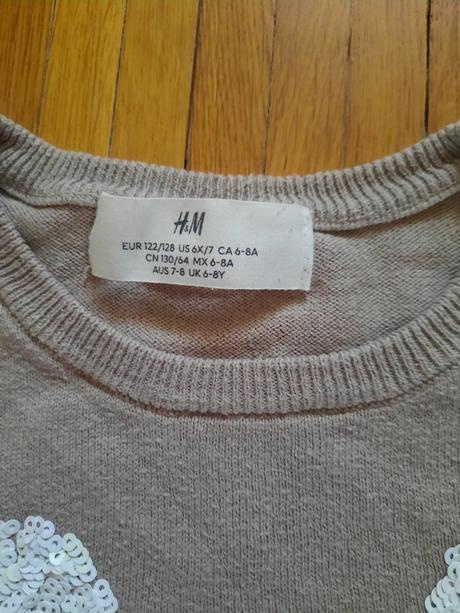 H&M
EUR 122/128 US 6X/7 CA 6-8A
CN 130/64 MX 6-8A
AUS 7-8 UK 6-8Y